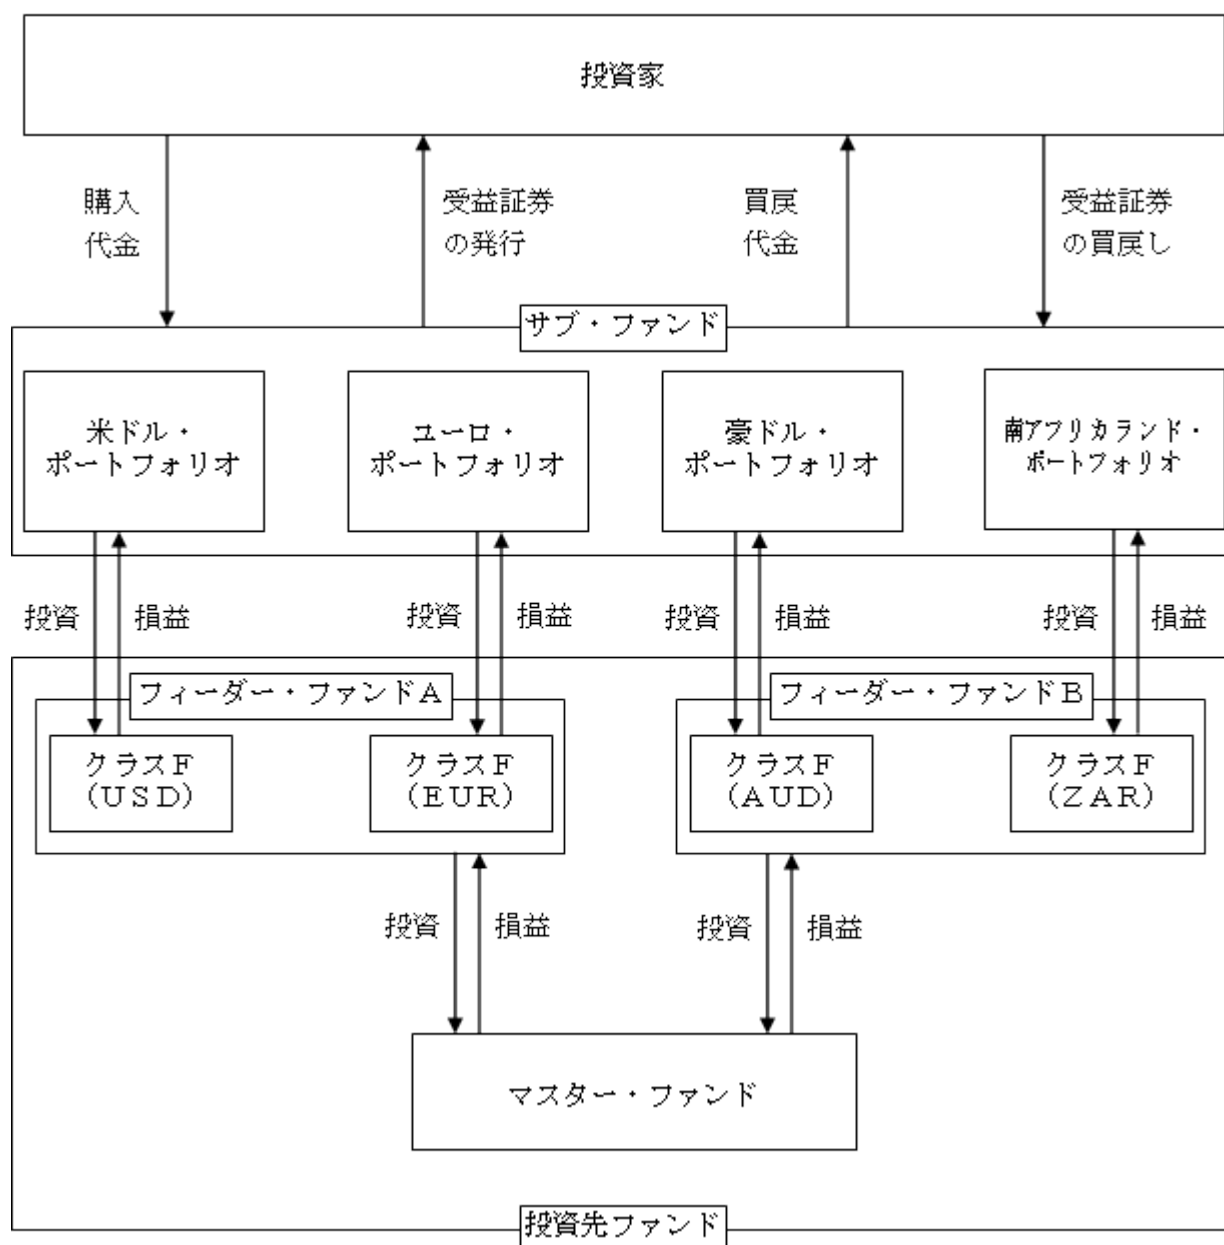 投資家
購入
代金
受益証券
の発行
買戻
代金
受益証券
の買戻し
サブ・ファンド
米ドル・
ポートフォリオ
ユーロ・
ポートフォリオ
豪ドル・
ポートフォリオ
南アフリカランド・
ポートフォリオ
投資
損益
投資
損益
投資
損益
投資
損益
フィーダー・ファンドA
フィーダー・ファンドB
クラスF
(USD)
クラスF
(EUR)
クラスF
(AUD)
クラスF
(ZAR)
投資
損益
投資
損益
マスター・ファンド
投資先ファンド